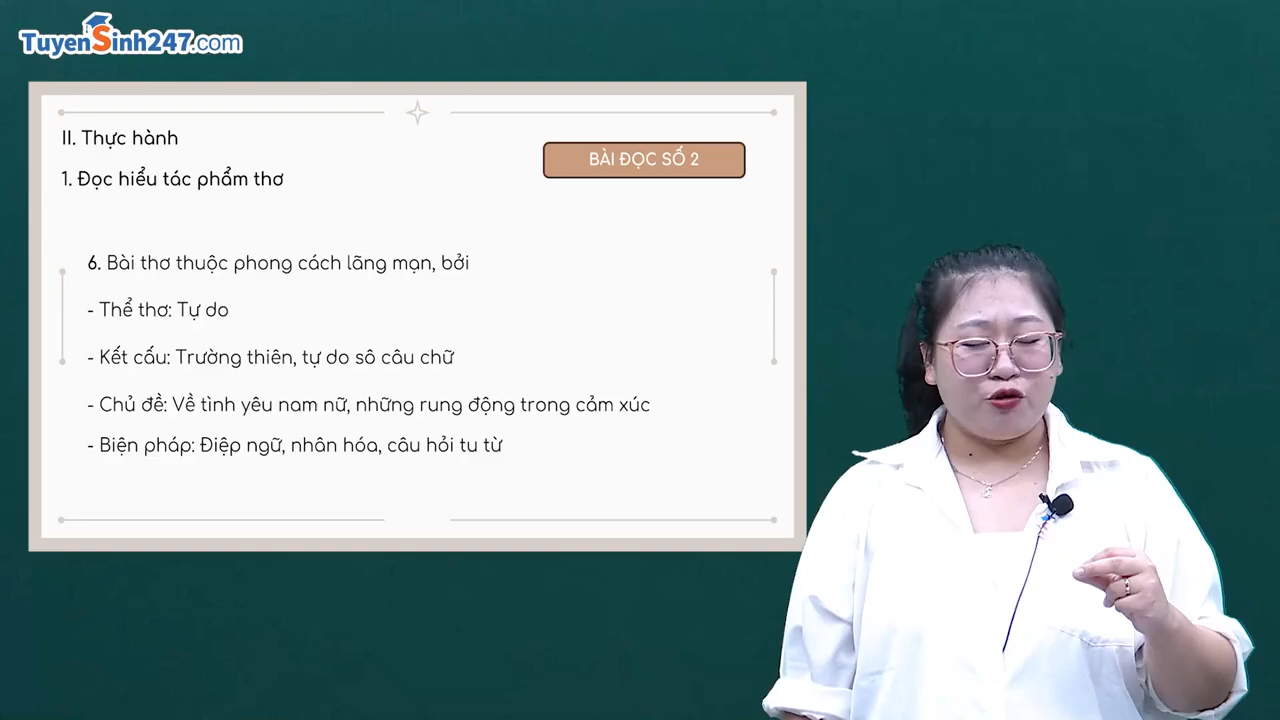 TuyenSinh247.com
II. Thực hành
BÀI ĐỌC SỐ 2
1. Đọc hiểu tác phẩm thơ
6. Bài thơ thuộc phong cách lãng mạn, bởi
- Thể thơ: Tự do
- Kết cấu: Trường thiên, tự do sô câu chữ
- Chủ đề: Về tình yêu nam nữ, những rung động trong cảm xúc
- Biện pháp: Điệp ngữ, nhân hóa, câu hỏi tu từ